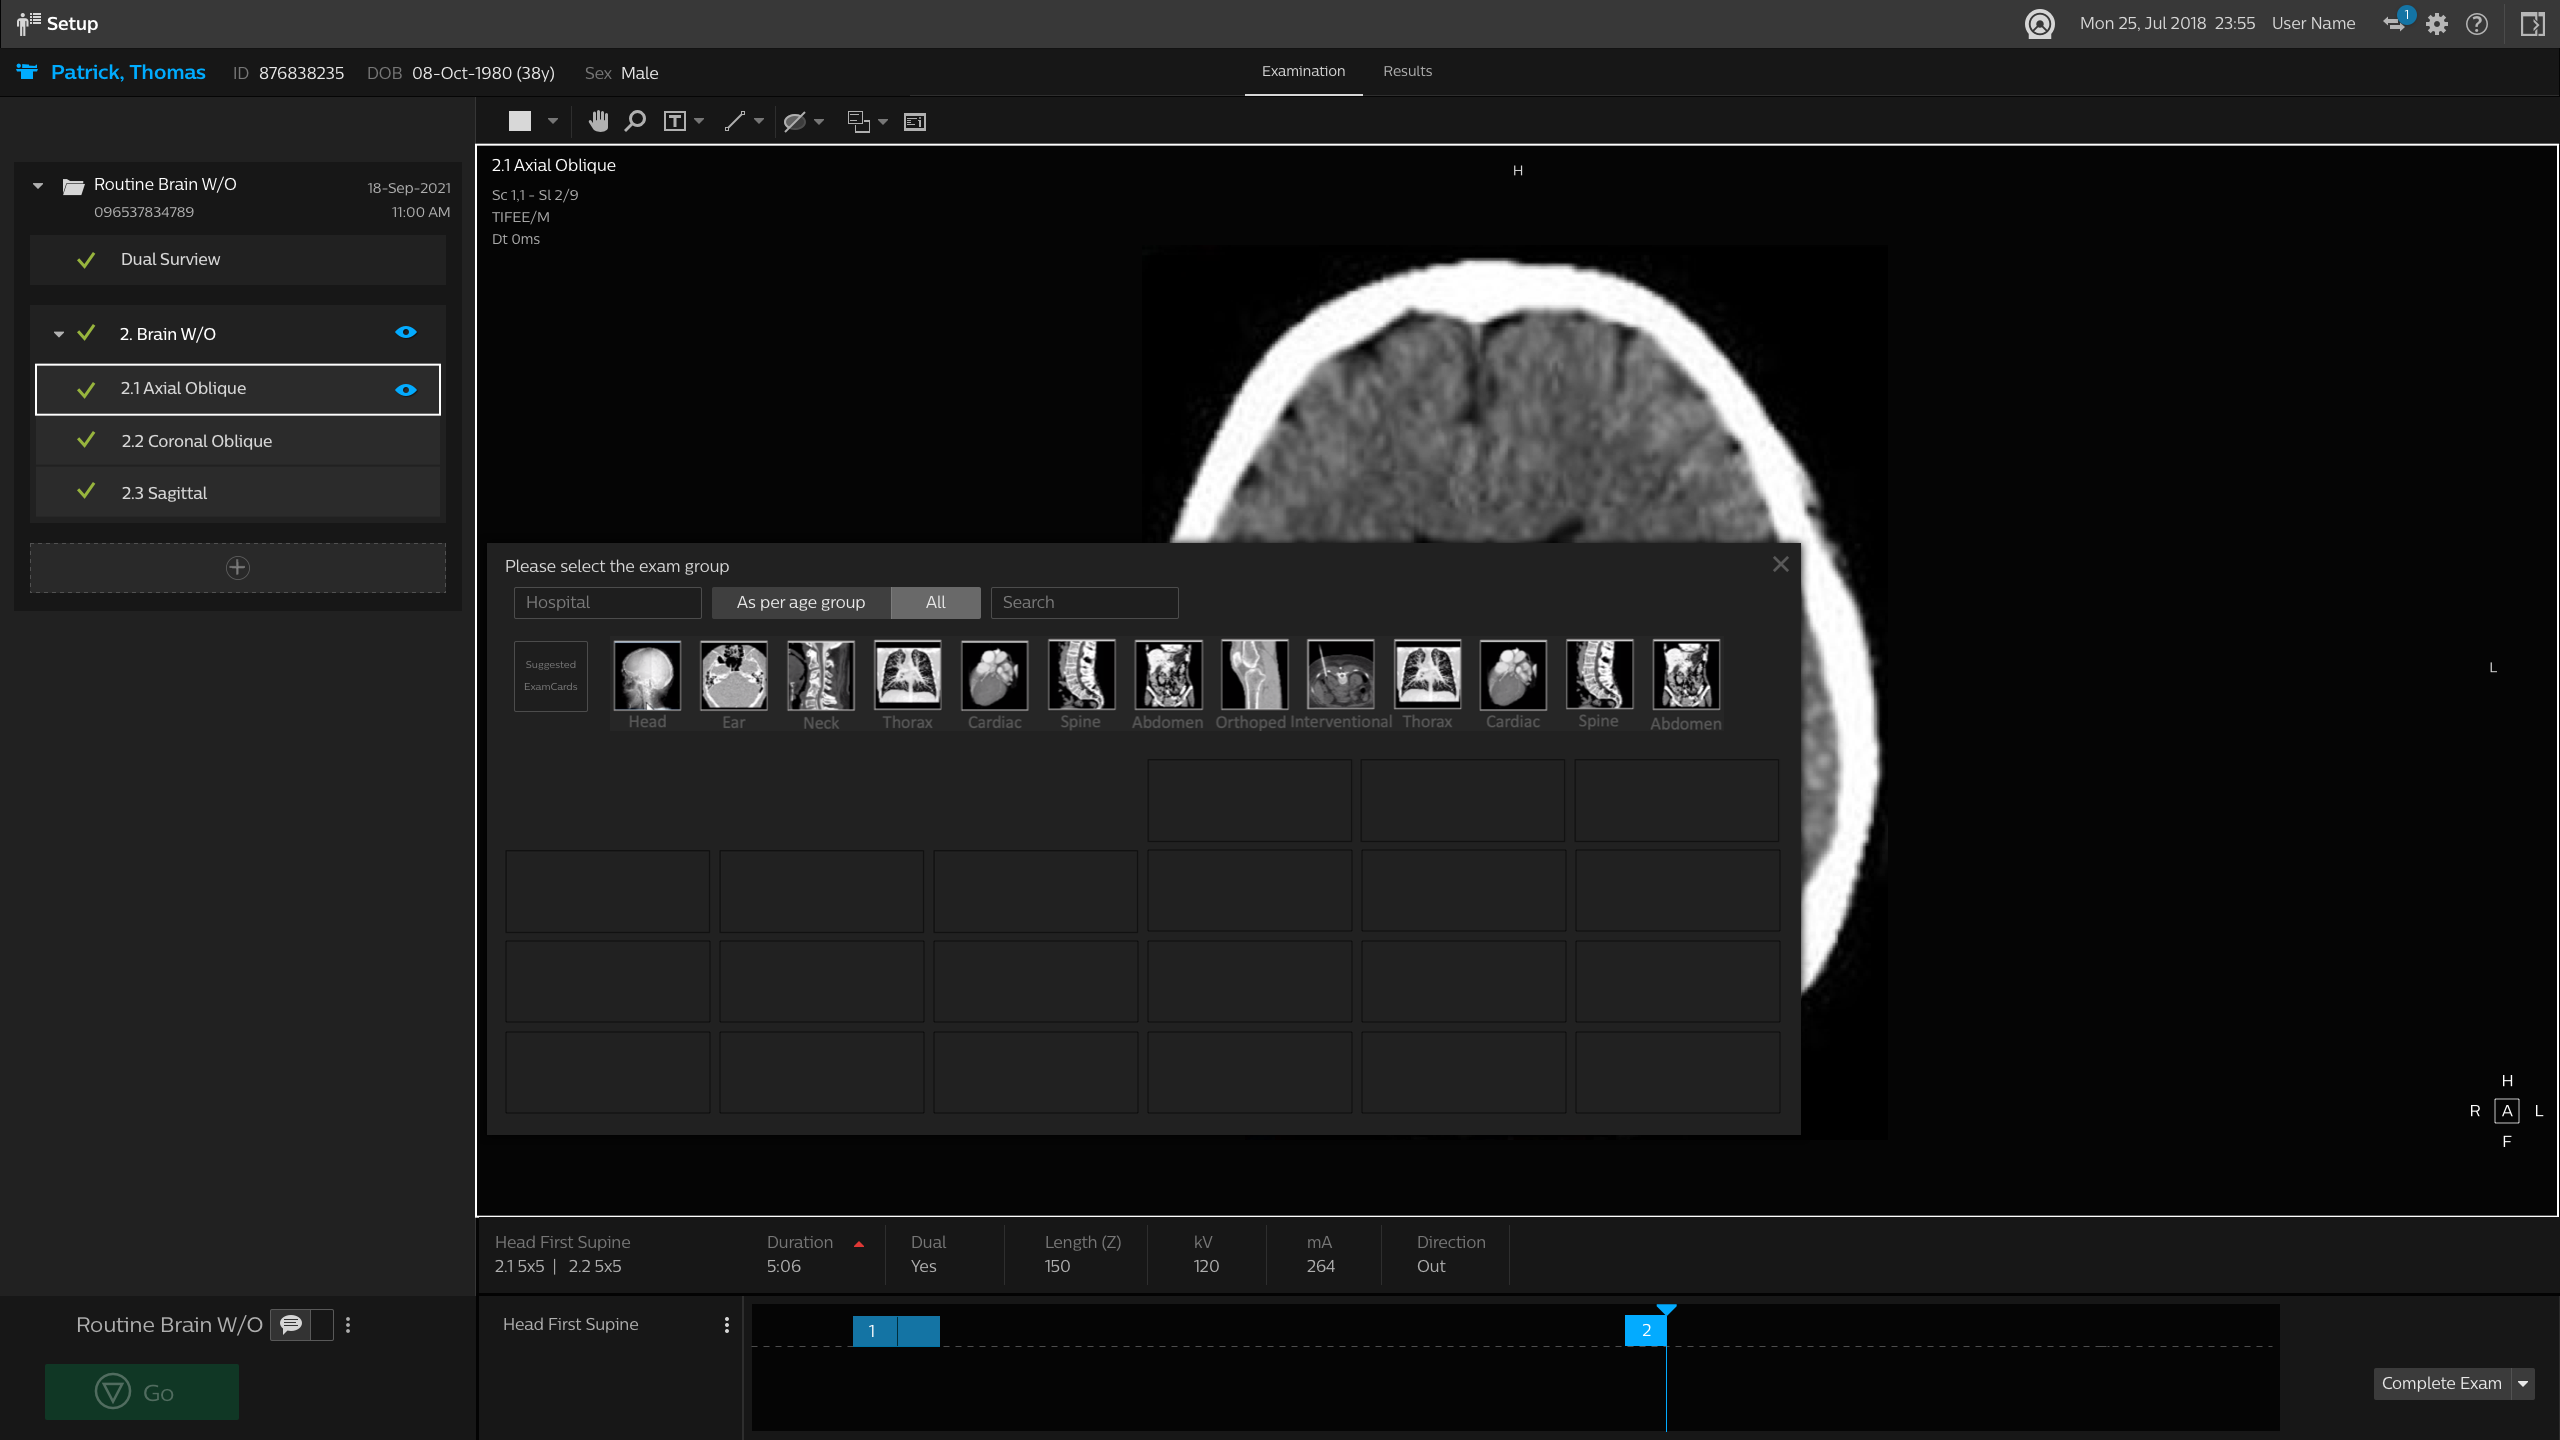 Setup
Mon 25, Jul 2018 23:55 User Name 1
Patrick, Thomas ID 876838235 DOB 08-Oct-1980 (38y) Sex Male
Examination Results
T
Routine Brain W/O 18-Sep-2021
096537834789 11:00 AM
Dual Surview
2. Brain W/O
2.1 Axial Oblique
2.2 Coronal Oblique
2.3 Sagittal
2.1 Axial Oblique
Sc 1,1 - Sl 2/9
TIFEE/M
Dt 0ms
H
L
Please select the exam group
Hospital As per age group All Search
Suggested
ExamCards
Head Ear Neck Thorax Cardiac Spine Abdomen Orthoped Interventional Thorax Cardiac Spine Abdomen
H
R A L
F
Head First Supine Duration Dual Length (Z) kV mA Direction
2.1 5x5 | 2.2 5x5 5:06 Yes 150 120 264 Out
Routine Brain W/O
Go
Head First Supine
1 2
Complete Exam